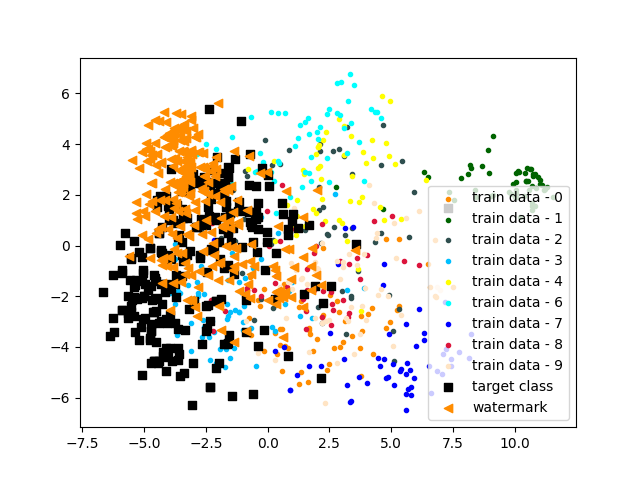 6
4
2
0
−2
−4
−6
−7.5
−5.0
−2.5
0.0
2.5
5.0
7.5
10.0
train data - 0
train data - 1
train data - 2
train data - 3
train data - 4
train data - 6
train data - 7
train data - 8
train data - 9
target class
watermark